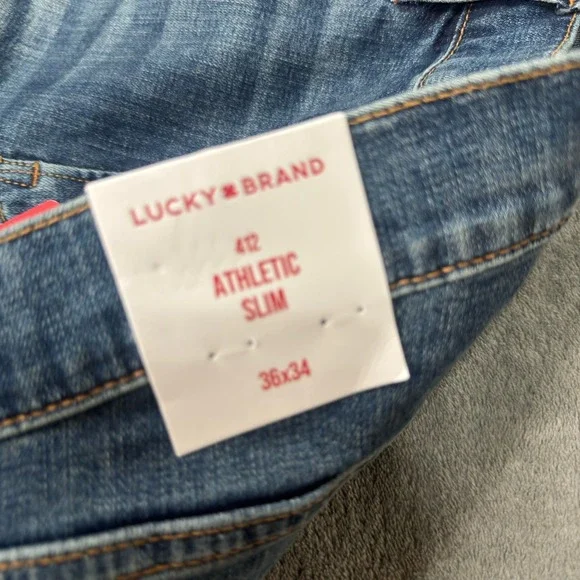 LUCKY BRAND
412
ATHLETIC
SLIM
36x34